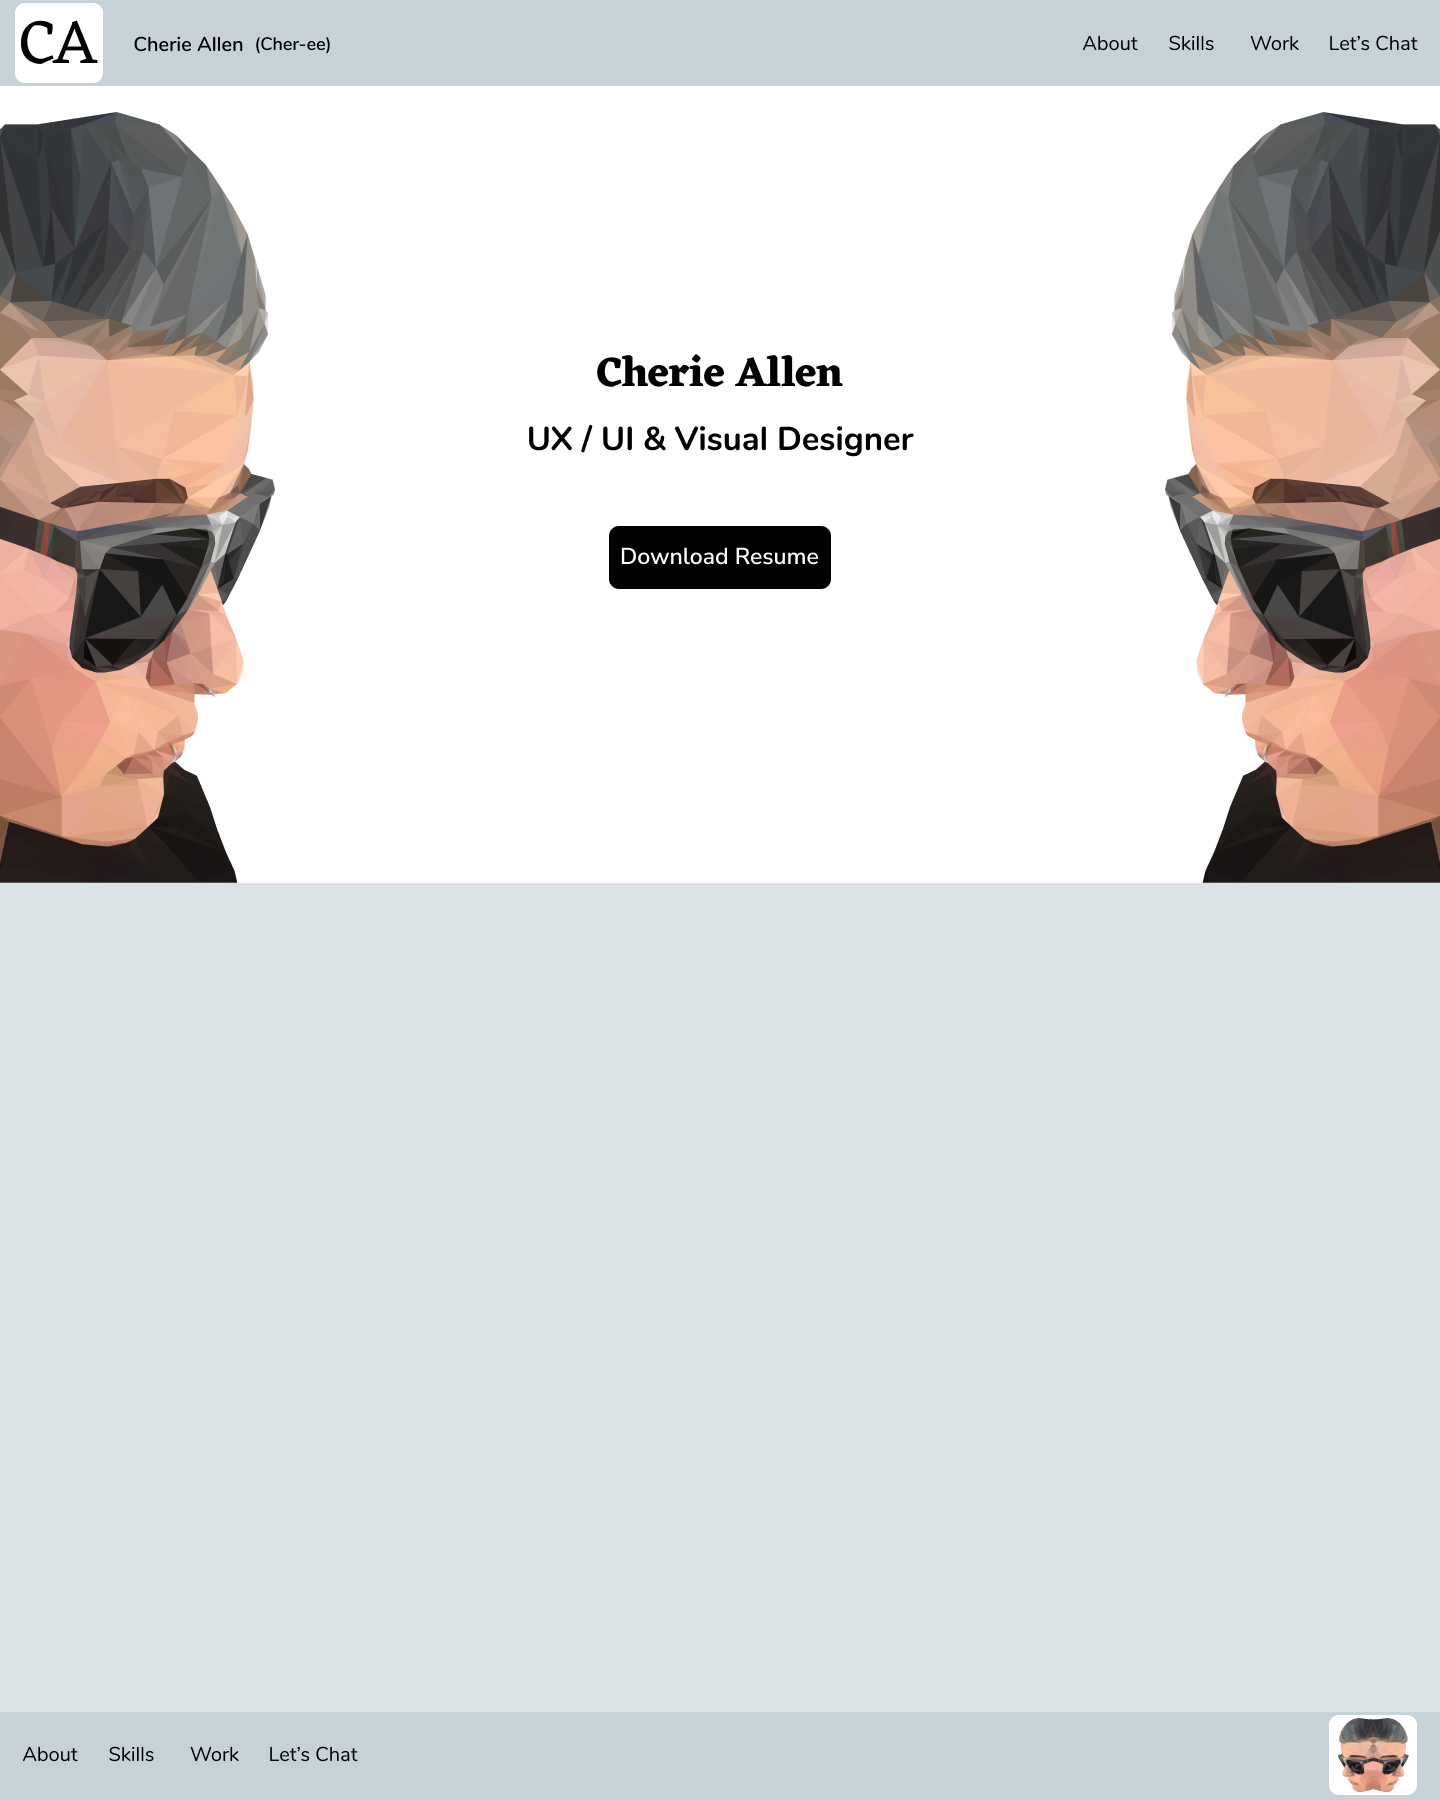 CA
Cherie Allen (Cher-ee)
About Skills Work Let’s Chat
Cherie Allen
UX / UI & Visual Designer
Download Resume
About Skills Work Let’s Chat